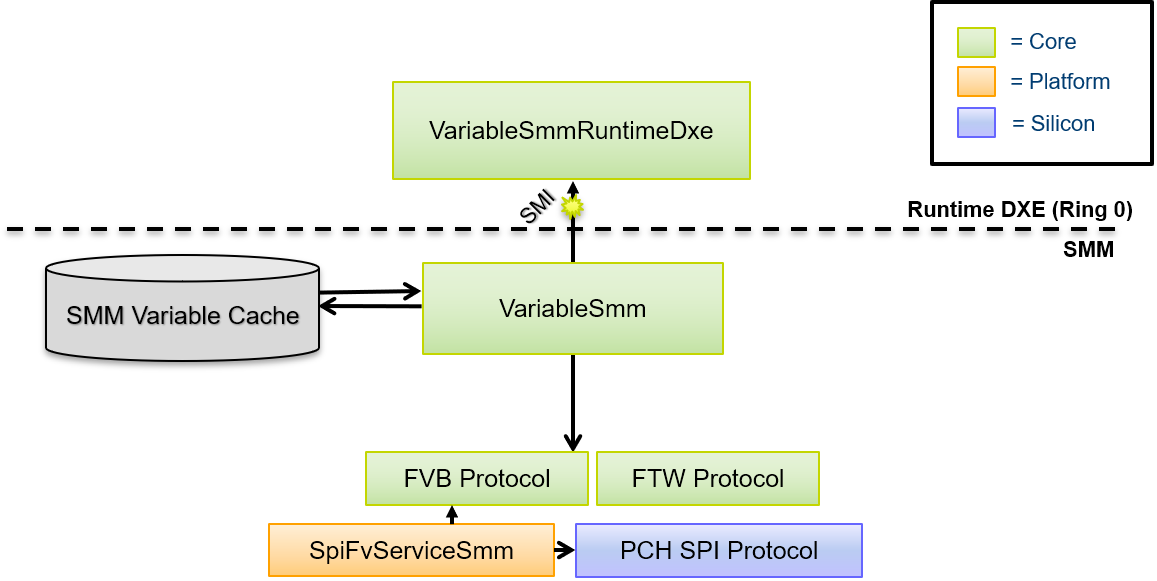 = Core
= Platform
= Silicon
VariableSmmRuntimeDxe
SMI
Runtime DXE (Ring 0)
SMM
SMM Variable Cache
VariableSmm
FVB Protocol
FTW Protocol
SpiFvServiceSmm
PCH SPI Protocol